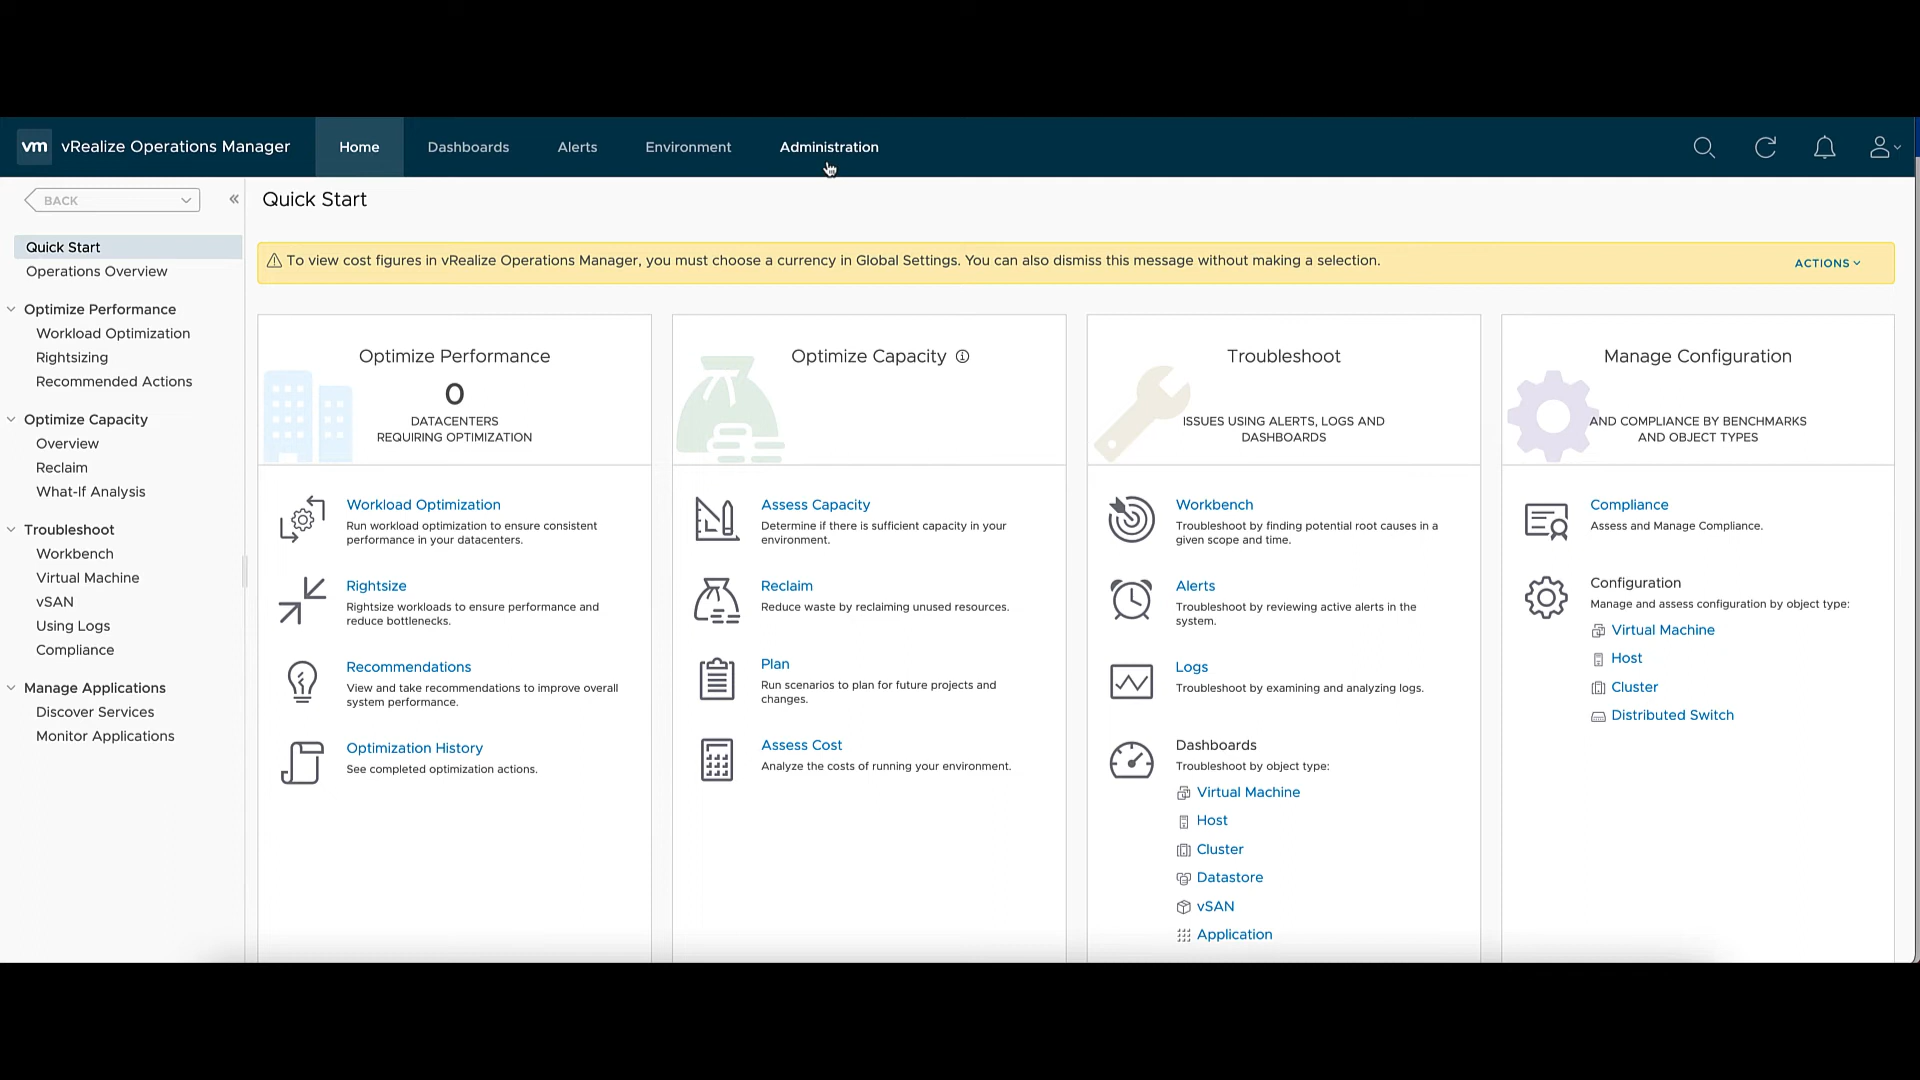 vm vRealize Operations Manager Home Dashboards Alerts Environment Administration
BACK
Quick Start
Operations Overview
Optimize Performance
Workload Optimization
Rightsizing
Recommended Actions
Optimize Capacity
Overview
Reclaim
What-If Analysis
Troubleshoot
Workbench
Virtual Machine
vSAN
Using Logs
Compliance
Manage Applications
Discover Services
Monitor Applications
Quick Start
To view cost figures in vRealize Operations Manager, you must choose a currency in Global Settings. You can also dismiss this message without making a selection.
ACTIONS
Optimize Performance
0
DATACENTERS
REQUIRING OPTIMIZATION
Workload Optimization
Run workload optimization to ensure consistent
performance in your datacenters.
Rightsize
Rightsize workloads to ensure performance and
reduce bottlenecks.
Recommendations
View and take recommendations to improve overall
system performance.
Optimization History
See completed optimization actions.
Optimize Capacity
Assess Capacity
Determine if there is sufficient capacity in your
environment.
Reclaim
Reduce waste by reclaiming unused resources.
Plan
Run scenarios to plan for future projects and
changes.
Assess Cost
Analyze the costs of running your environment.
Troubleshoot
ISSUES USING ALERTS, LOGS AND
DASHBOARDS
Workbench
Troubleshoot by finding potential root causes in a
given scope and time.
Alerts
Troubleshoot by reviewing active alerts in the
system.
Logs
Troubleshoot by examining and analyzing logs.
Dashboards
Troubleshoot by object type:
Virtual Machine
Host
Cluster
Datastore
vSAN
Application
Manage Configuration
AND COMPLIANCE BY BENCHMARKS
AND OBJECT TYPES
Compliance
Assess and Manage Compliance.
Configuration
Manage and assess configuration by object type:
Virtual Machine
Host
Cluster
Distributed Switch